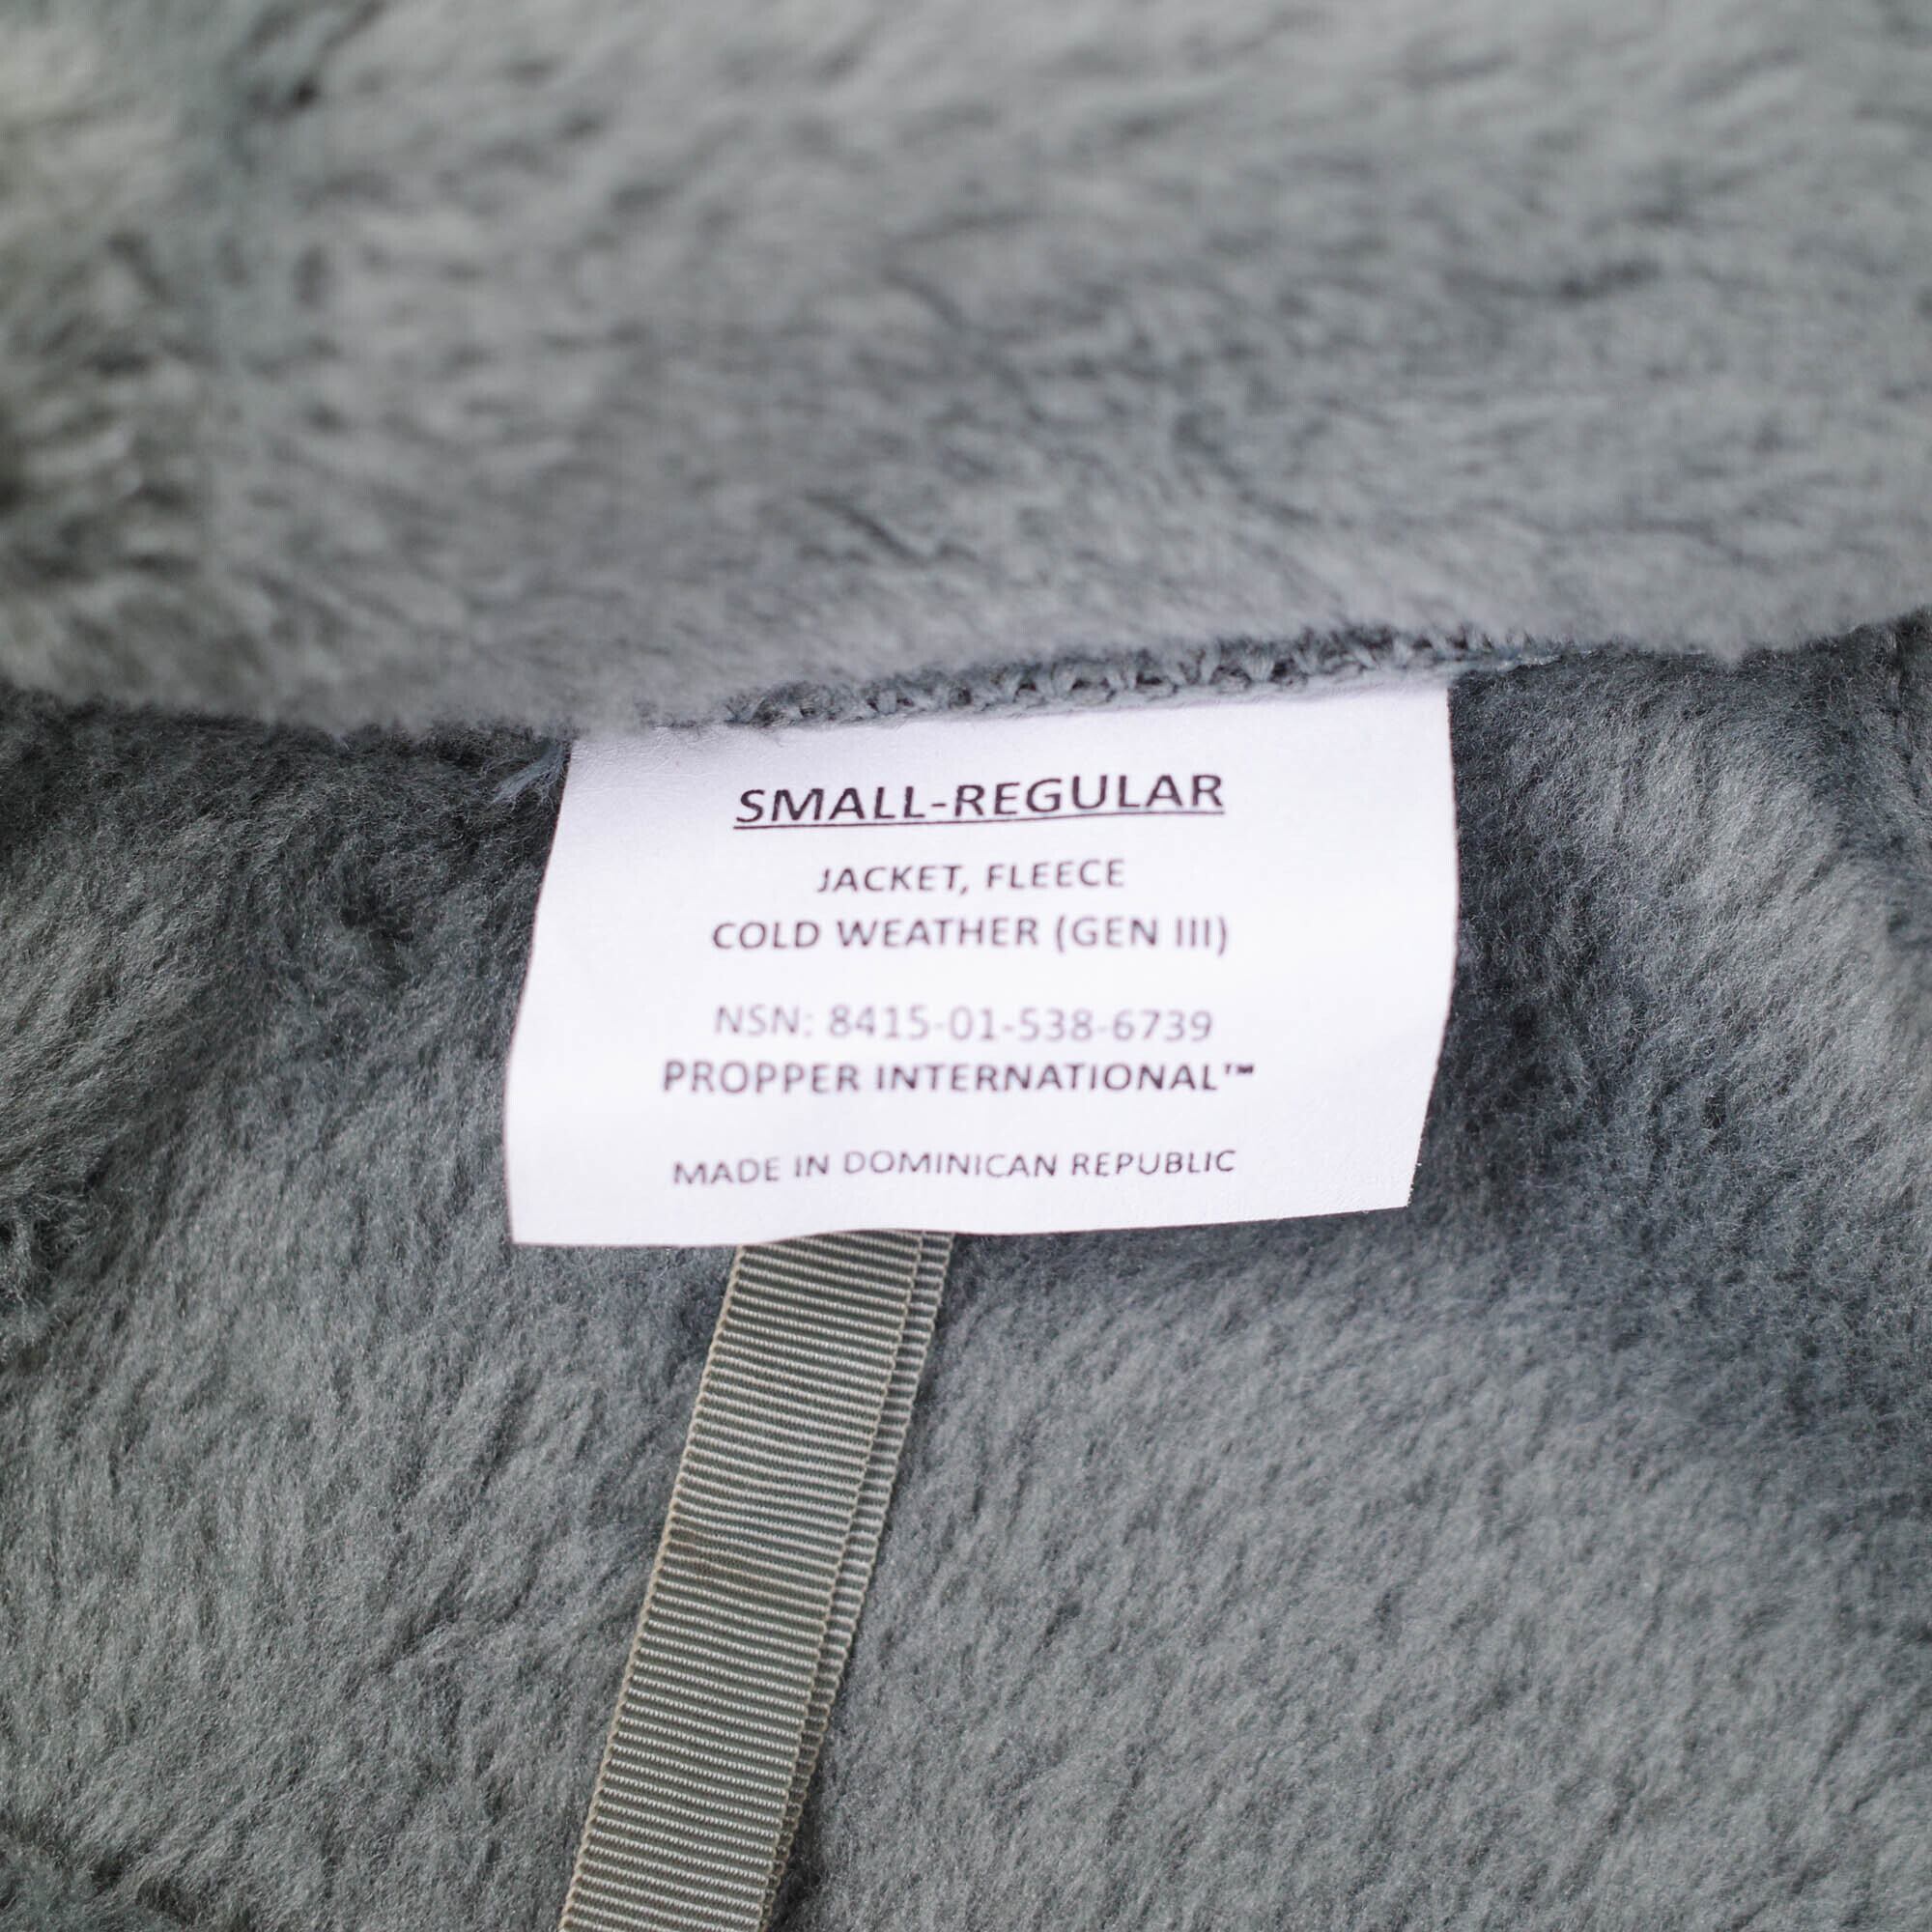 SMALL-REGULAR
JACKET, FLEECE
COLD WEATHER (GEN III)
NSN: 8415-01-538-6739
PROPPER INTERNATIONAL™
MADE IN DOMINICAN REPUBLIC